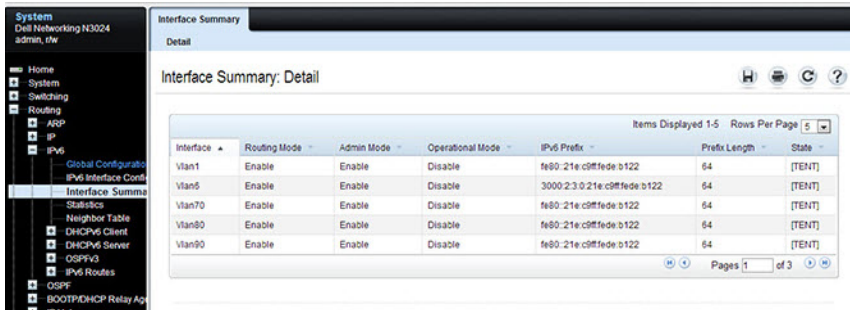 System
Dell Networking N3024
admin, r/w
Home
System
Switching
Routing
ARP
IP
IPv6
Global Configuratio
IPv6 Interface Confi
Interface Summa
Statistics
Neighbor Table
DHCPv6 Client
DHCPv6 Server
OSPFv3
IPv6 Routes
OSPF
BOOTP/DHCP Relay Age
Interface Summary
Detail
Interface Summary: Detail
Items Displayed 1-5 Rows Per Page 5
Interface Routing Mode Admin Mode Operational Mode IPv6 Prefix Prefix Length State
Vlan1 Enable Enable Disable fe80::21e:c9ff:fede:b122 64 [TENT]
Vlan5 Enable Enable Disable 3000:2:3:0:21e:c9ff:fede:b122 64 [TENT]
Vlan70 Enable Enable Disable fe80::21e:c9ff:fede:b122 64 [TENT]
Vlan80 Enable Enable Disable fe80::21e:c9ff:fede:b122 64 [TENT]
Vlan90 Enable Enable Disable fe80::21e:c9ff:fede:b122 64 [TENT]
Pages 1 of 3